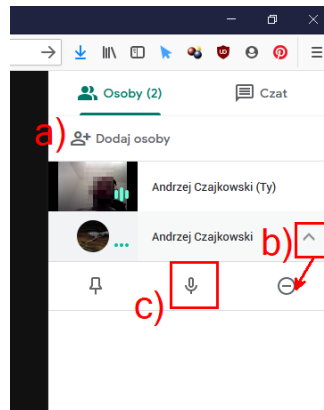 Osoby (2)
Czat
a)
Dodaj osoby
Andrzej Czajkowski (Ty)
Andrzej Czajkowski
b)
c)